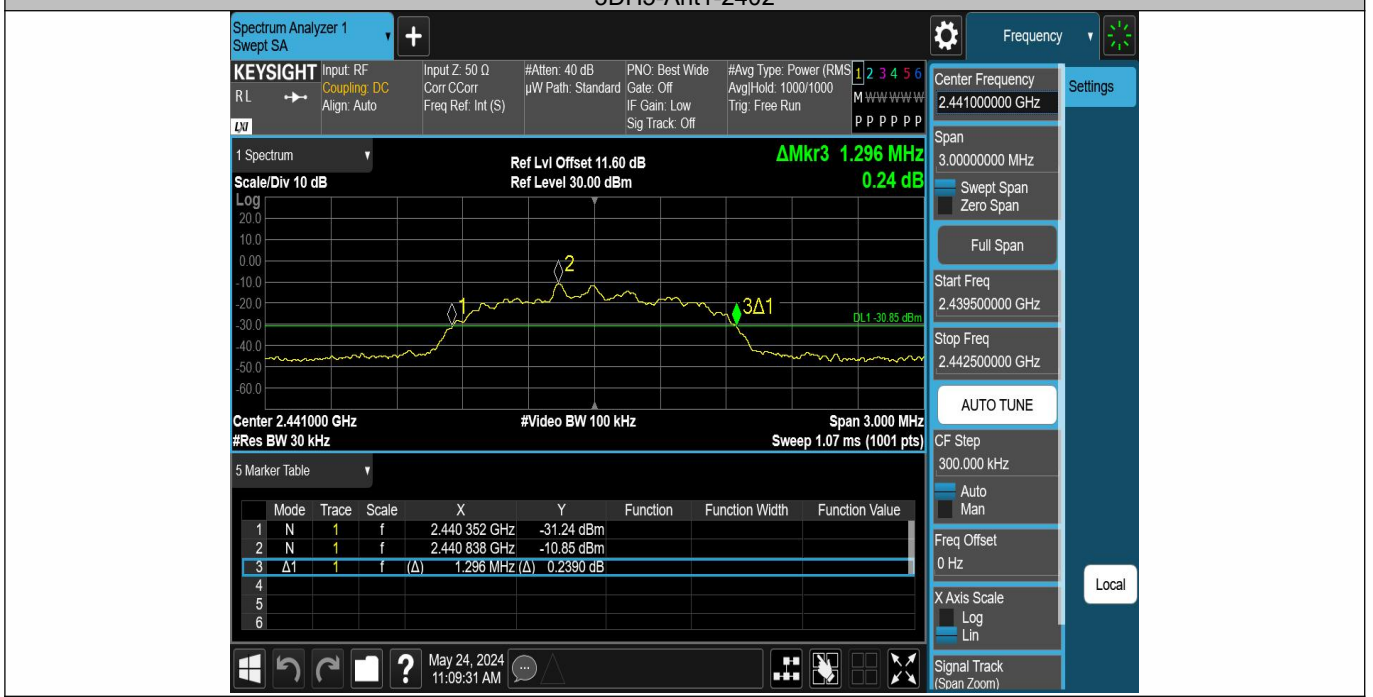 3DH5-Ant1-2402
Spectrum Analyzer 1
Swept SA
+
Frequency
KEYSIGHT
RL
LXI
Input: RF
Coupling: DC
Align: Auto
Input Z: 50 Ω
Corr CCorr
Freq Ref: Int (S)
#Atten: 40 dB
µW Path: Standard
PNO: Best Wide
Gate: Off
IF Gain: Low
Sig Track: Off
#Avg Type: Power (RMS
Avg|Hold: 1000/1000
Trig: Free Run
1 2 3 4 5 6
M W W W W W
P P P P P P
Center Frequency
2.441000000 GHz
Settings
1 Spectrum
Scale/Div 10 dB
Ref Lvl Offset 11.60 dB
Ref Level 30.00 dBm
ΔMkr3 1.296 MHz
0.24 dB
Span
3.00000000 MHz
Swept Span
Zero Span
Full Span
Log
20.0
10.0
0.00
-10.0
-20.0
-30.0
-40.0
-50.0
-60.0
1
2
3Δ1
DL1 -30.85 dBm
Start Freq
2.439500000 GHz
Stop Freq
2.442500000 GHz
AUTO TUNE
Center 2.441000 GHz
#Video BW 100 kHz
Span 3.000 MHz
#Res BW 30 kHz
Sweep 1.07 ms (1001 pts)
CF Step
300.000 kHz
Auto
Man
5 Marker Table
Mode Trace Scale X Y Function Function Width Function Value
1 N 1 f 2.440 352 GHz -31.24 dBm
2 N 1 f 2.440 838 GHz -10.85 dBm
3 Δ1 1 f (Δ) 1.296 MHz (Δ) 0.2390 dB
4
5
6
Freq Offset
0 Hz
Local
X Axis Scale
Log
Lin
Signal Track
(Span Zoom)
?
May 24, 2024
11:09:31 AM